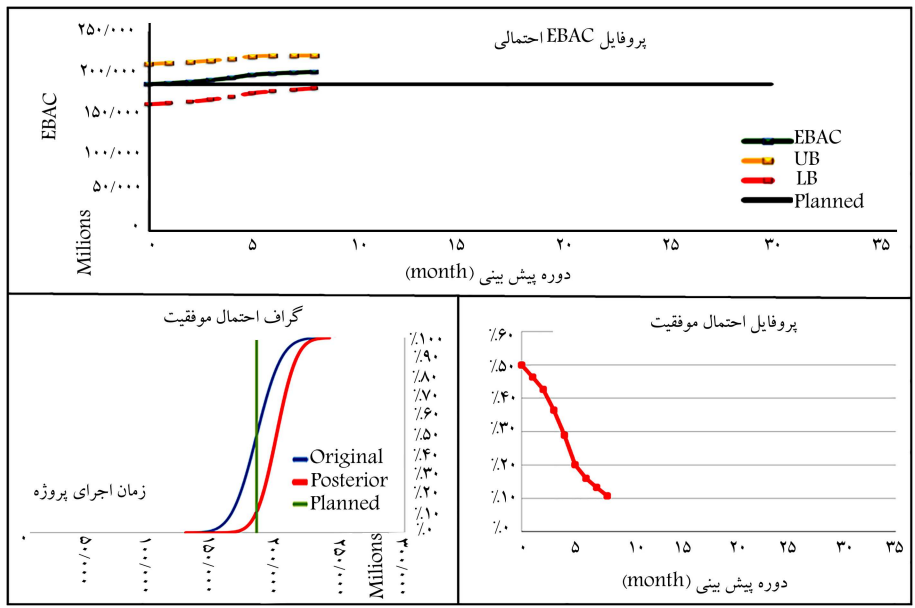 پروفایل EBAC احتمالی
۲۵۰/۰۰۰
۲۰۰/۰۰۰
۱۵۰/۰۰۰
۱۰۰/۰۰۰
۵۰/۰۰۰
۰
EBAC
Milions
EBAC
UB
LB
Planned
۰ ۵ ۱۰ ۱۵ ۲۰ ۲۵ ۳۰ ۳۵
دوره پیش بینی (month)
گراف احتمال موفقیت
٪۱۰۰
٪۹۰
٪۸۰
٪۷۰
٪۶۰
٪۵۰
٪۴۰
٪۳۰
٪۲۰
٪۱۰
٪۰
Original
Posterior
Planned
زمان اجرای پروژه
۰ ۵۰/۰۰۰ ۱۰۰/۰۰۰ ۱۵۰/۰۰۰ ۲۰۰/۰۰۰ ۲۵۰/۰۰۰ ۳۰۰/۰۰۰
Milions
پروفایل احتمال موفقیت
٪۶۰
٪۵۰
٪۴۰
٪۳۰
٪۲۰
٪۱۰
٪۰
۰ ۵ ۱۰ ۱۵ ۲۰ ۲۵ ۳۰ ۳۵
دوره پیش بینی (month)